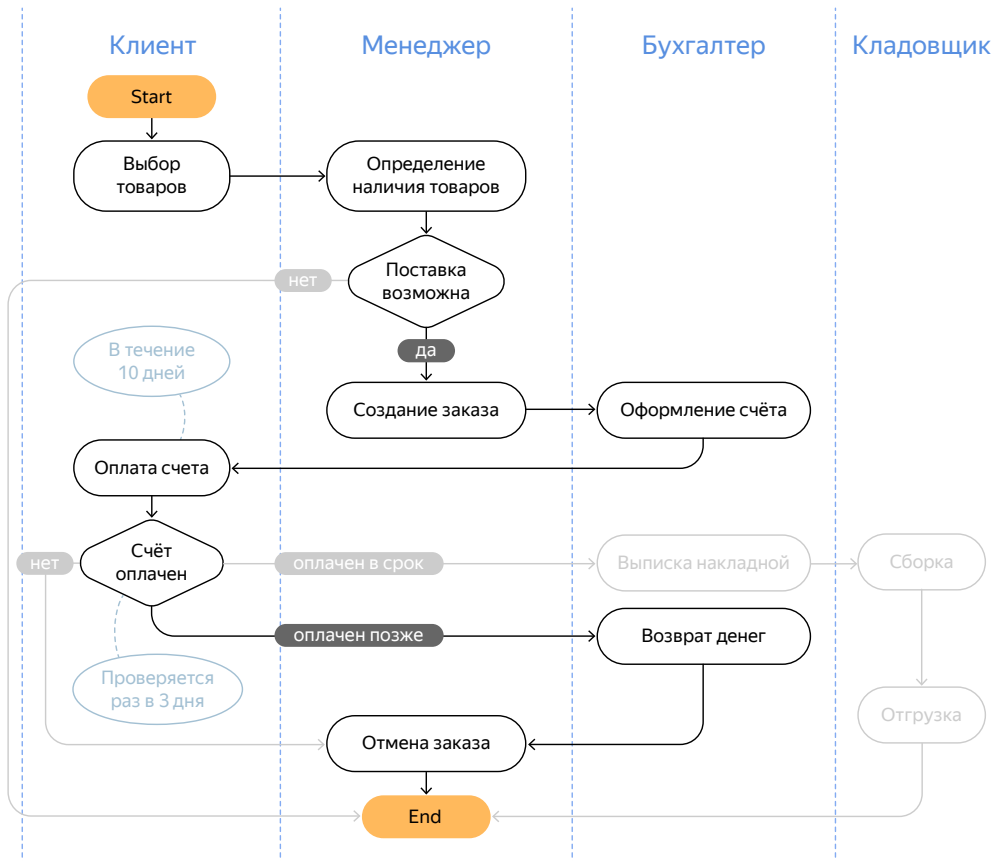 Клиент
Менеджер
Бухгалтер
Кладовщик
Start
Выбор
товаров
Определение
наличия товаров
Поставка
возможна
нет
да
В течение
10 дней
Создание заказа
Оформление счёта
Оплата счета
Счёт
оплачен
нет
оплачен в срок
Выписка накладной
Сборка
оплачен позже
Возврат денег
Проверяется
раз в 3 дня
Отгрузка
Отмена заказа
End